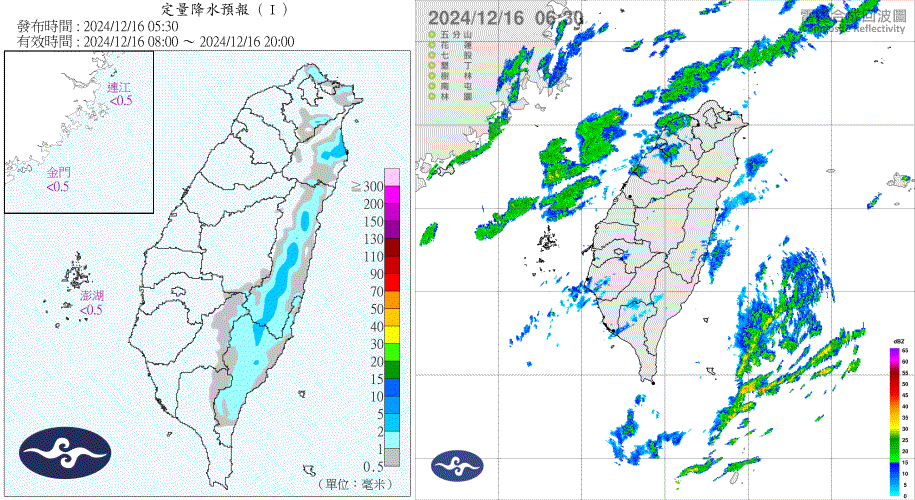 定量降水預報（Ⅰ）
發布時間 : 2024/12/16 05:30
有效時間 : 2024/12/16 08:00 ～ 2024/12/16 20:00
連江
<0.5
金門
<0.5
澎湖
<0.5
≧
300
200
150
130
110
90
70
50
40
30
20
15
10
5
2
1
0.5
（單位：毫米）
2024/12/16 06:30
雷達合成回波圖
Composite Reflectivity
五分山
花蓮
七股
墾丁
樹林
南屯
林園
dBZ
65
60
55
50
45
40
35
30
25
20
15
10
5
0